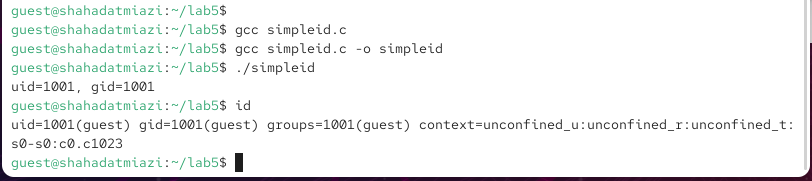 guest@shahadatmiazi:~/lab5$
guest@shahadatmiazi:~/lab5$ gcc simpleid.c
guest@shahadatmiazi:~/lab5$ gcc simpleid.c -o simpleid
guest@shahadatmiazi:~/lab5$ ./simpleid
uid=1001, gid=1001
guest@shahadatmiazi:~/lab5$ id
uid=1001(guest) gid=1001(guest) groups=1001(guest) context=unconfined_u:unconfined_r:unconfined_t:
s0-s0:c0.c1023
guest@shahadatmiazi:~/lab5$